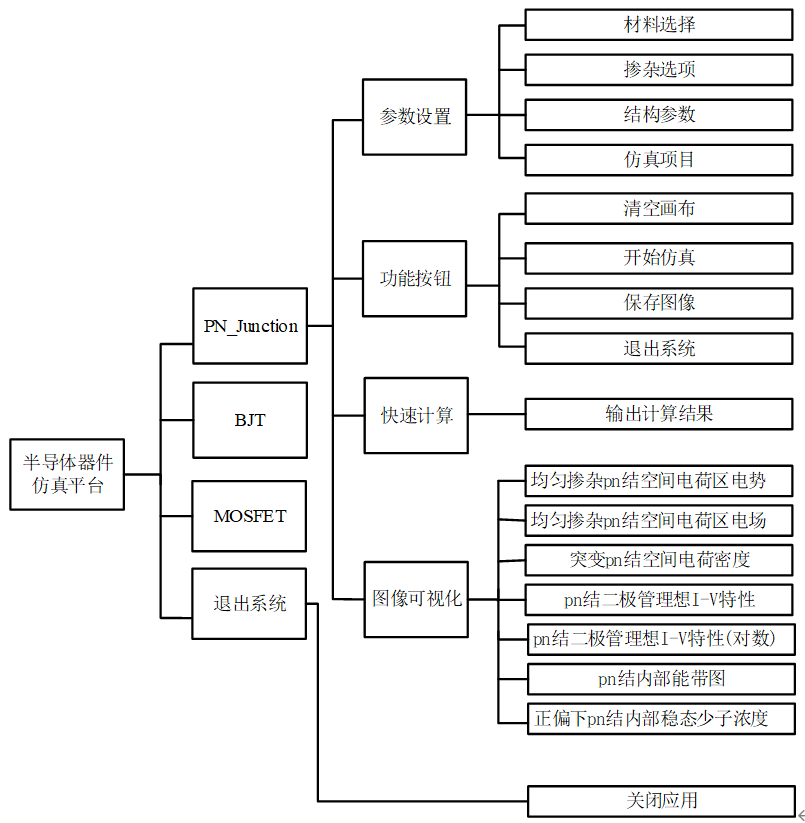 材料选择
掺杂选项
参数设置
结构参数
仿真项目
清空画布
功能按钮
开始仿真
保存图像
PN_Junction
退出系统
快速计算
输出计算结果
BJT
半导体器件
仿真平台
均匀掺杂pn结空间电荷区电势
MOSFET
均匀掺杂pn结空间电荷区电场
突变pn结空间电荷密度
退出系统
图像可视化
pn结二极管理想I-V特性
pn结二极管理想I-V特性(对数)
pn结内部能带图
正偏下pn结内部稳态少子浓度
关闭应用